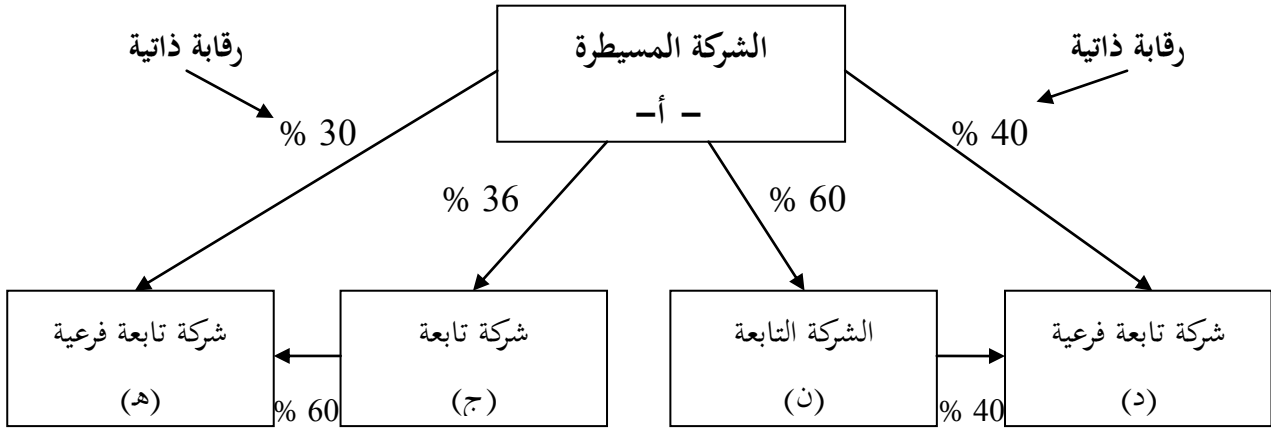 رقابة ذاتية
الشركة المسيطرة
رقابة ذاتية
– أ–
% 40
% 30
% 60
% 36
شركة تابعة فرعية
(د)
الشركة التابعة
(ن)
شركة تابعة
(ج)
شركة تابعة فرعية
(هـ)
% 40
% 60